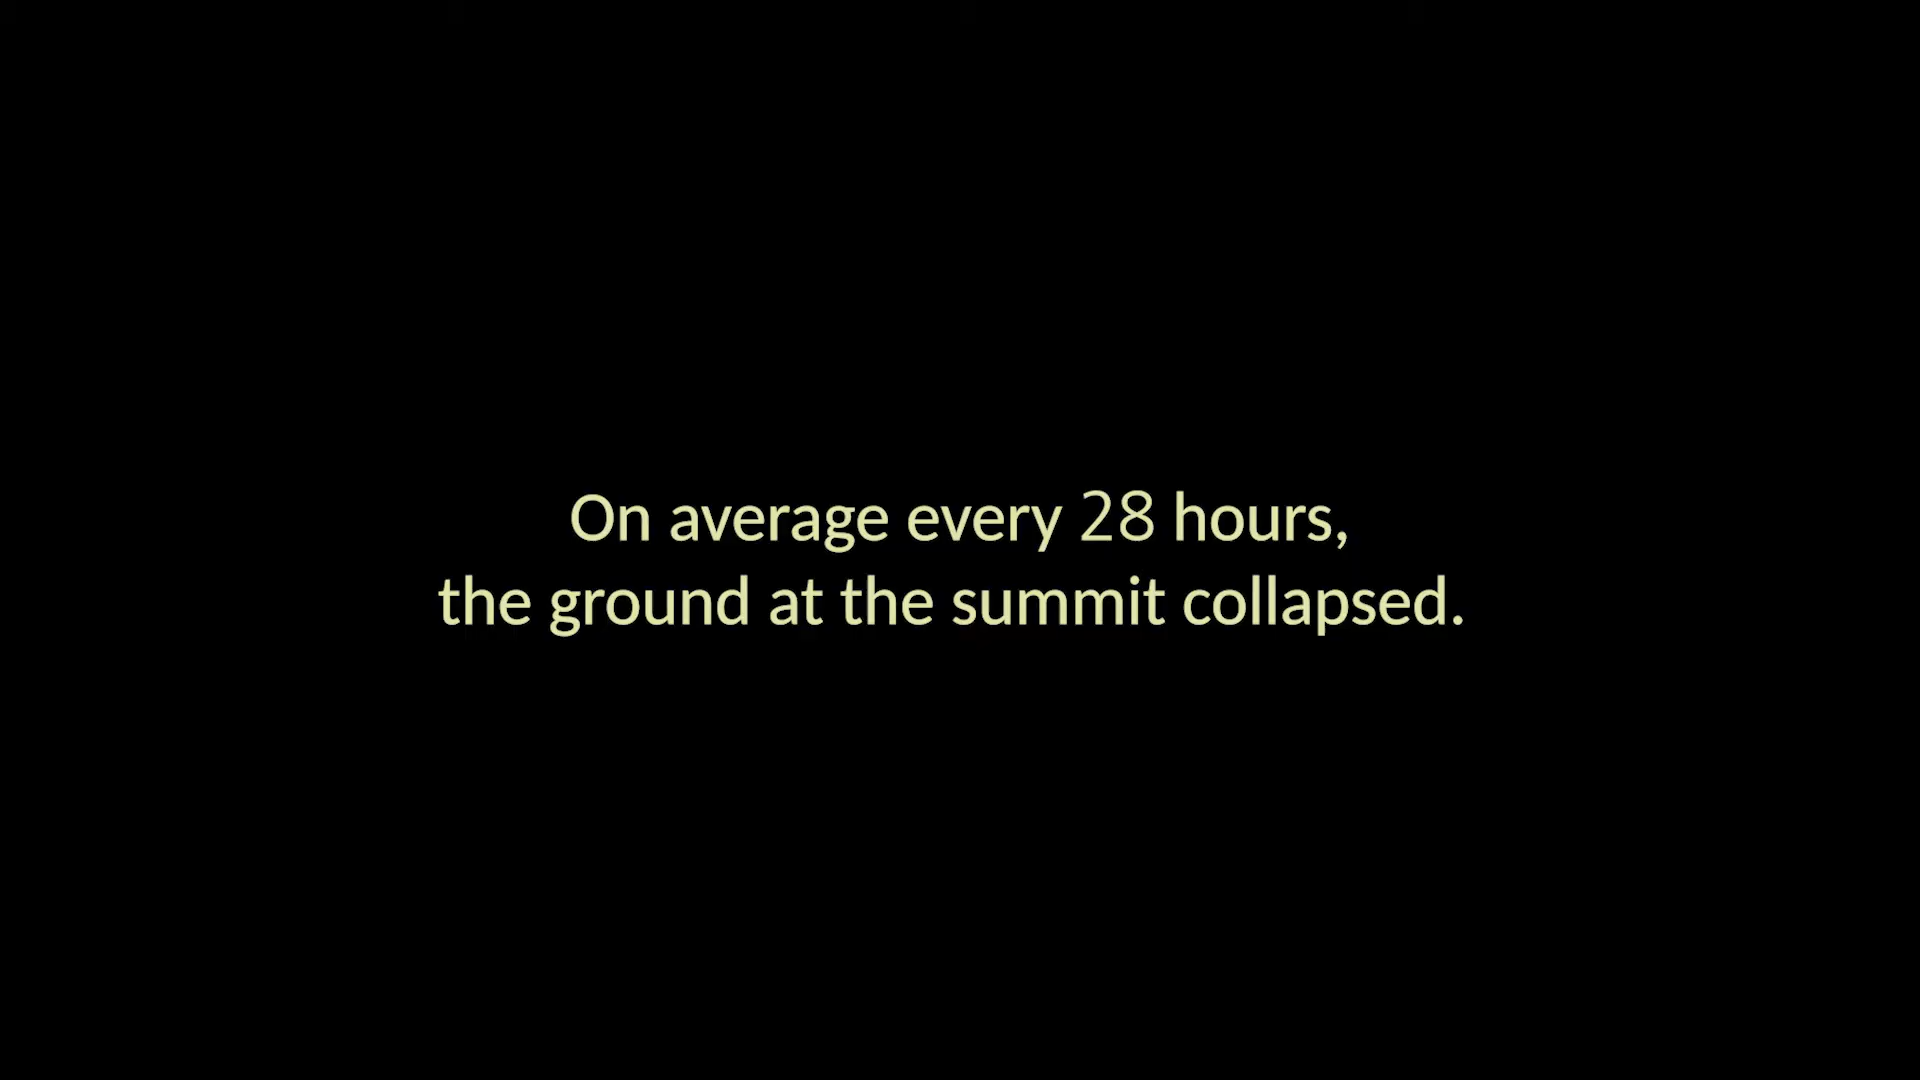 On average every 28 hours,
the ground at the summit collapsed.